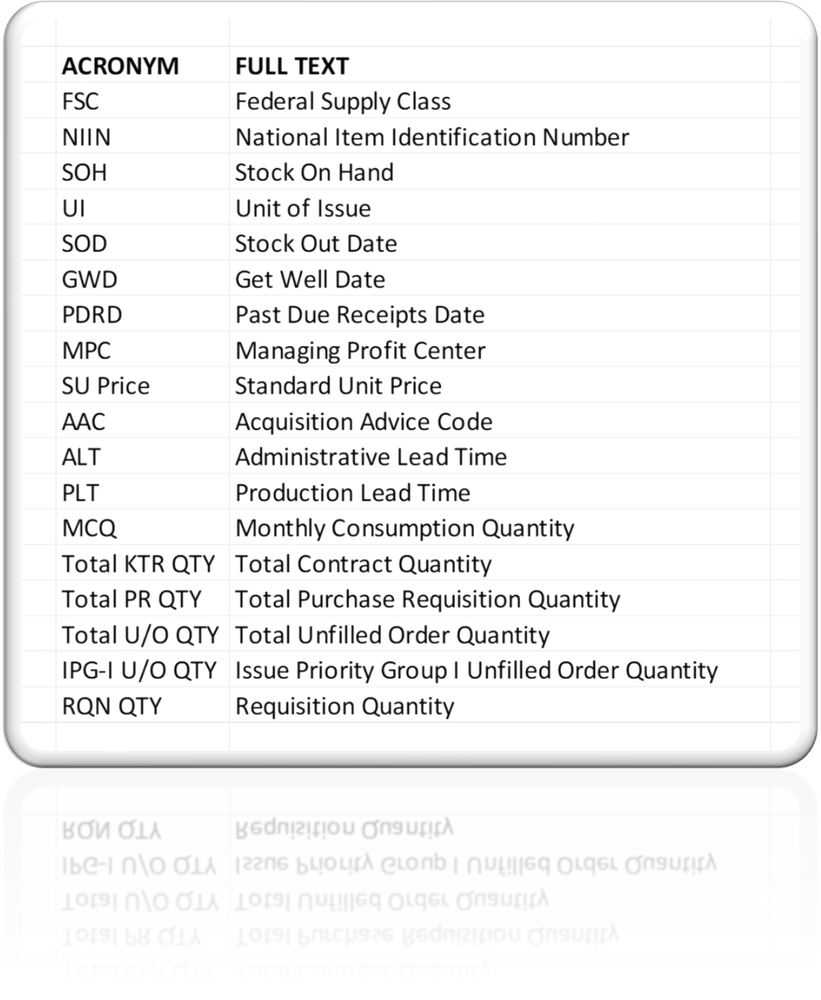 ACRONYM FULL TEXT
FSC Federal Supply Class
NIIN National Item Identification Number
SOH Stock On Hand
UI Unit of Issue
SOD Stock Out Date
GWD Get Well Date
PDRD Past Due Receipts Date
MPC Managing Profit Center
SU Price Standard Unit Price
AAC Acquisition Advice Code
ALT Administrative Lead Time
PLT Production Lead Time
MCQ Monthly Consumption Quantity
Total KTR QTY Total Contract Quantity
Total PR QTY Total Purchase Requisition Quantity
Total U/O QTY Total Unfilled Order Quantity
IPG-I U/O QTY Issue Priority Group I Unfilled Order Quantity
RQN QTY Requisition Quantity